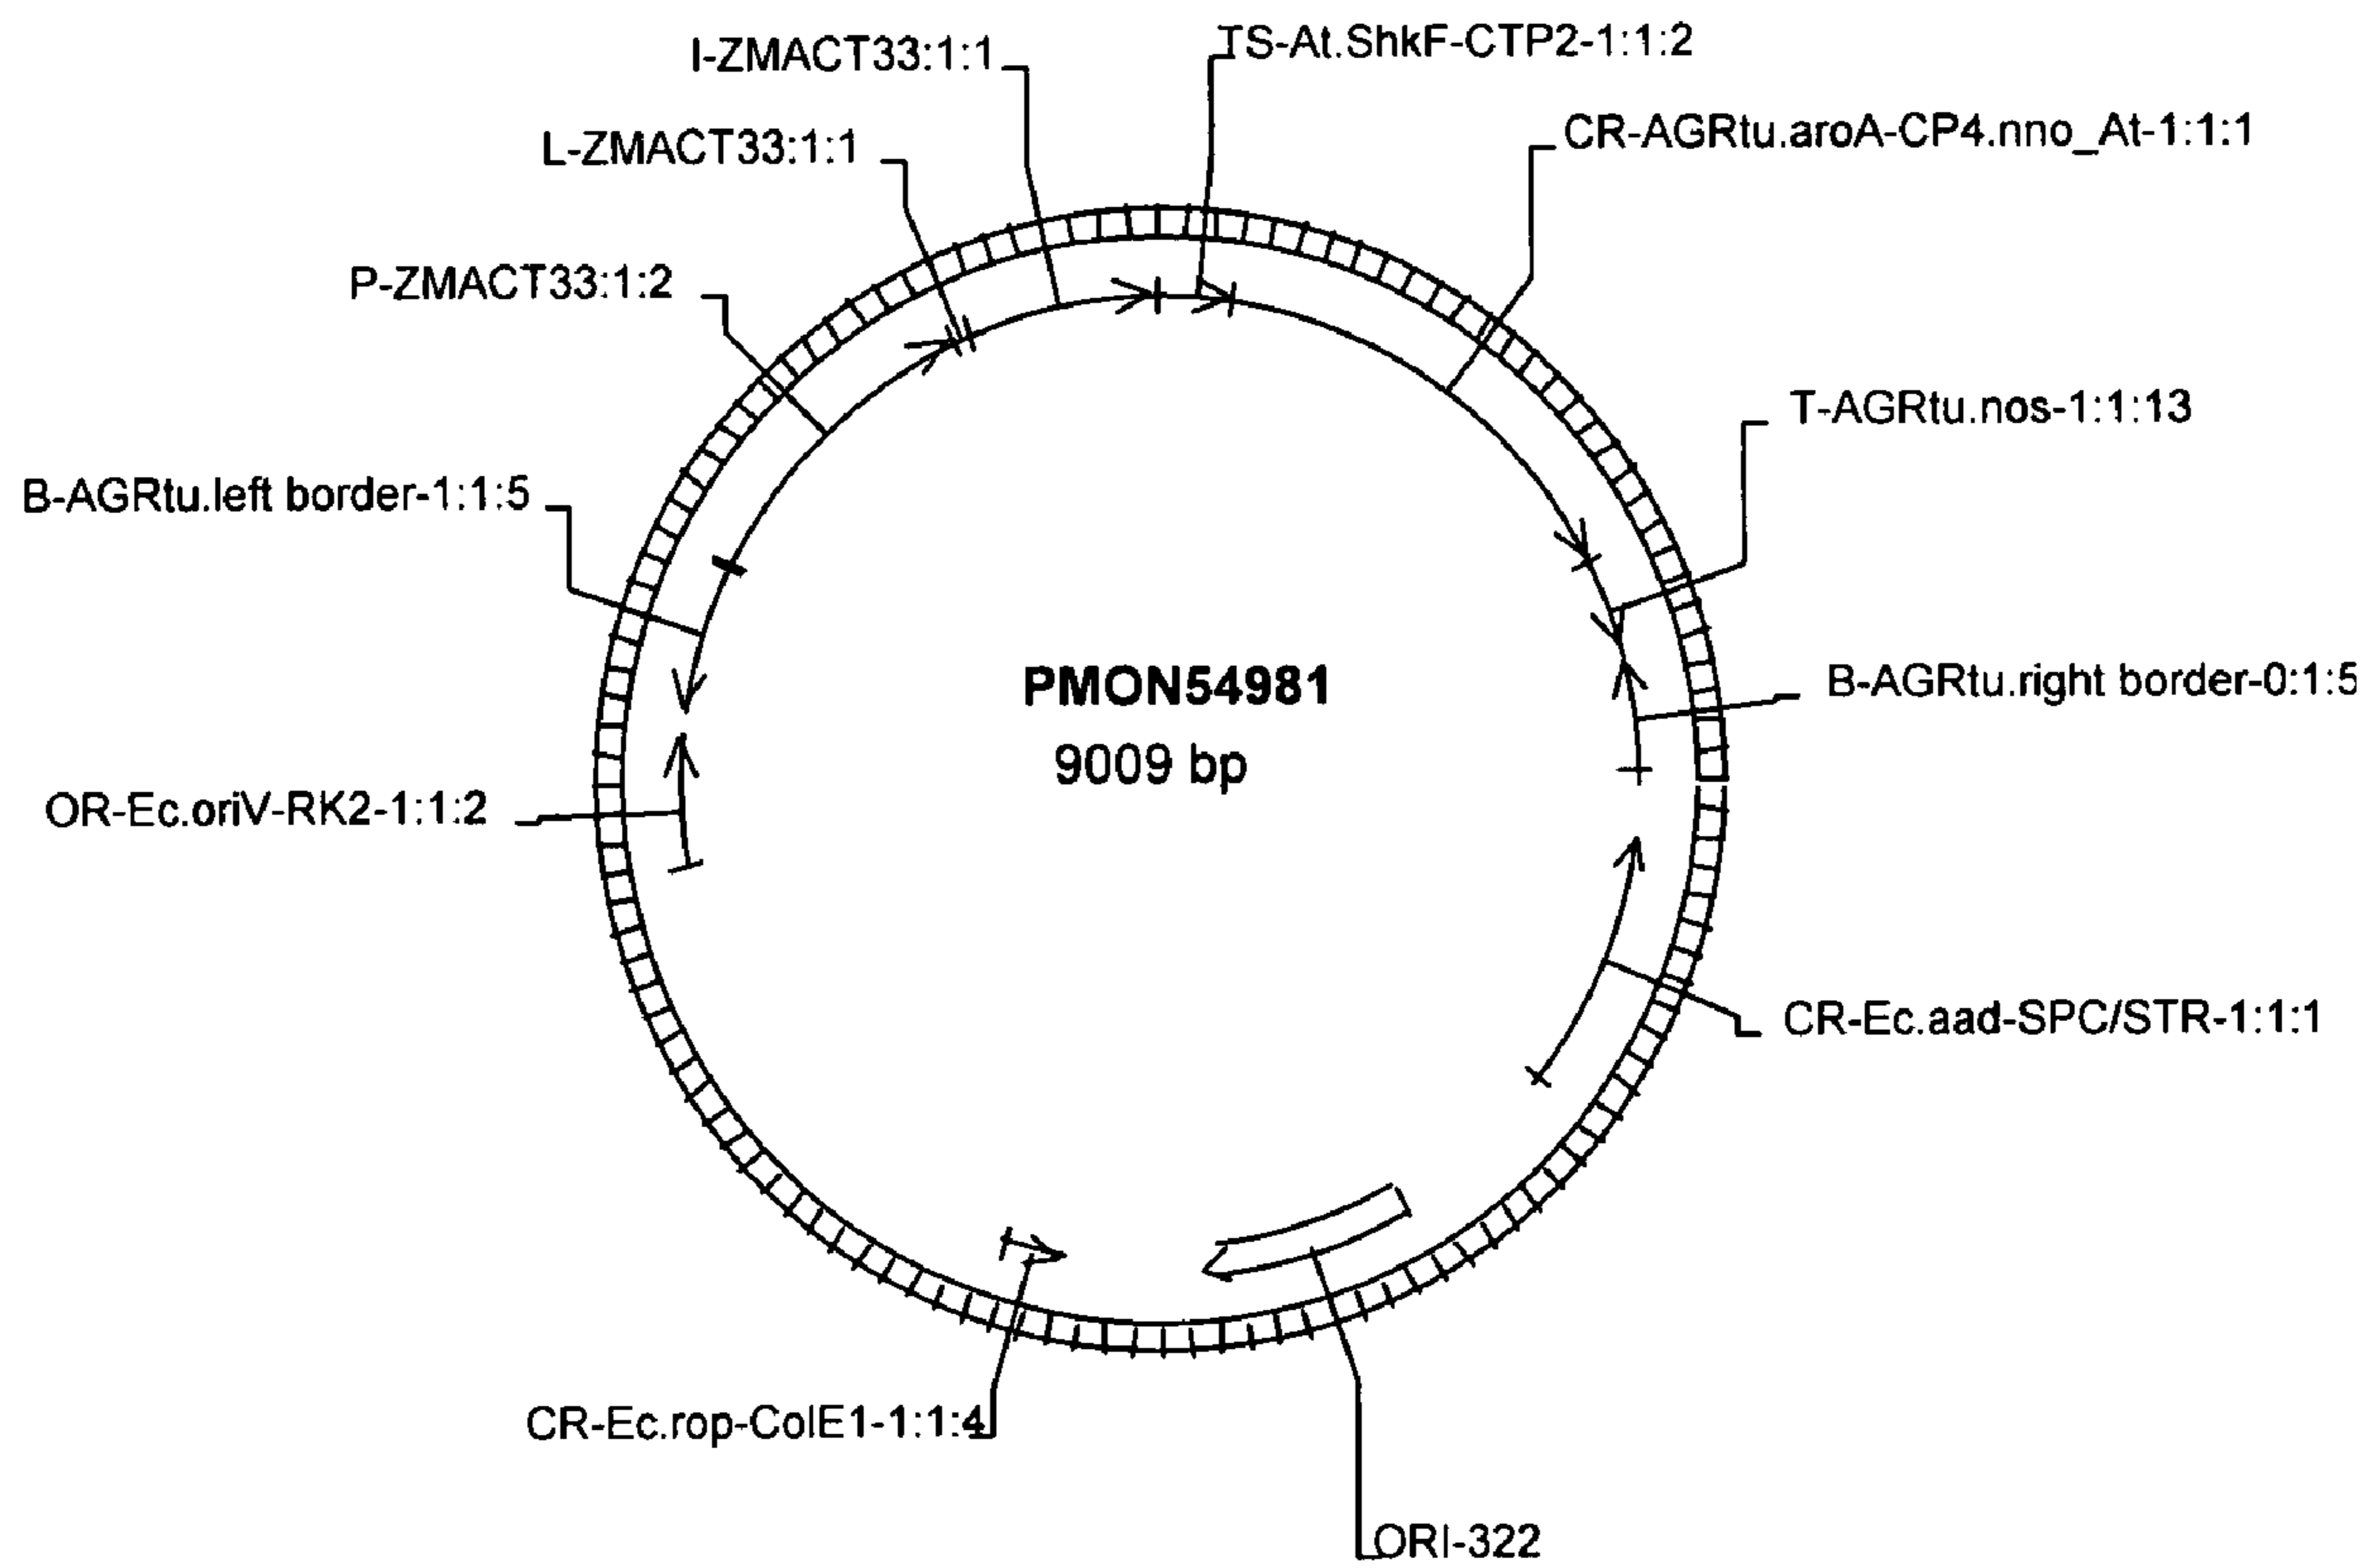 TS-At.ShkF-CTP2-1:1:2
I-ZMACT33:1:1
CR-AGRtu.aroA-CP4.nno_At-1:1:1
L-ZMACT33:1:1
P-ZMACT33:1:2
T-AGRtu.nos-1:1:13
B-AGRtu.left border-1:1:5
PMON54981
B-AGRtu.right border-0:1:5
9009 bp
OR-Ec.oriV-RK2-1:1:2
CR-Ec.aad-SPC/STR-1:1:1
CR-Ec.rop-ColE1-1:1:4
ORI-322